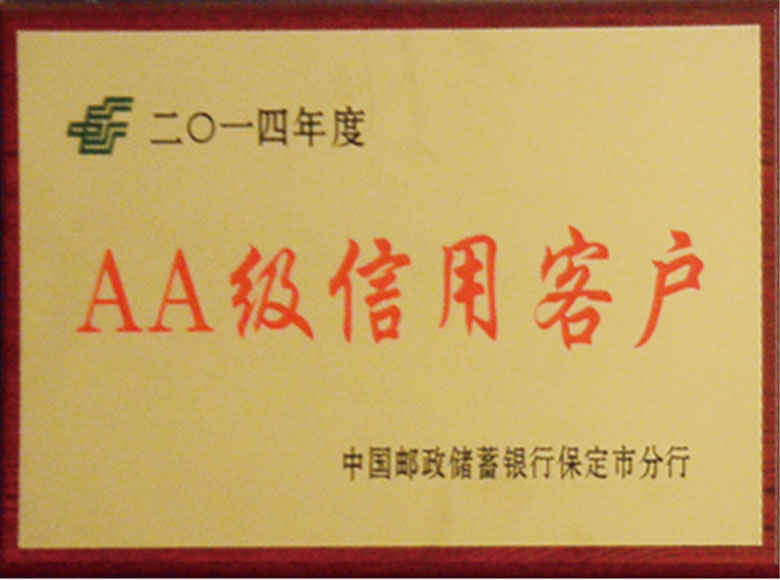 二〇一四年度
AA级信用客户
中国邮政储蓄银行保定市分行